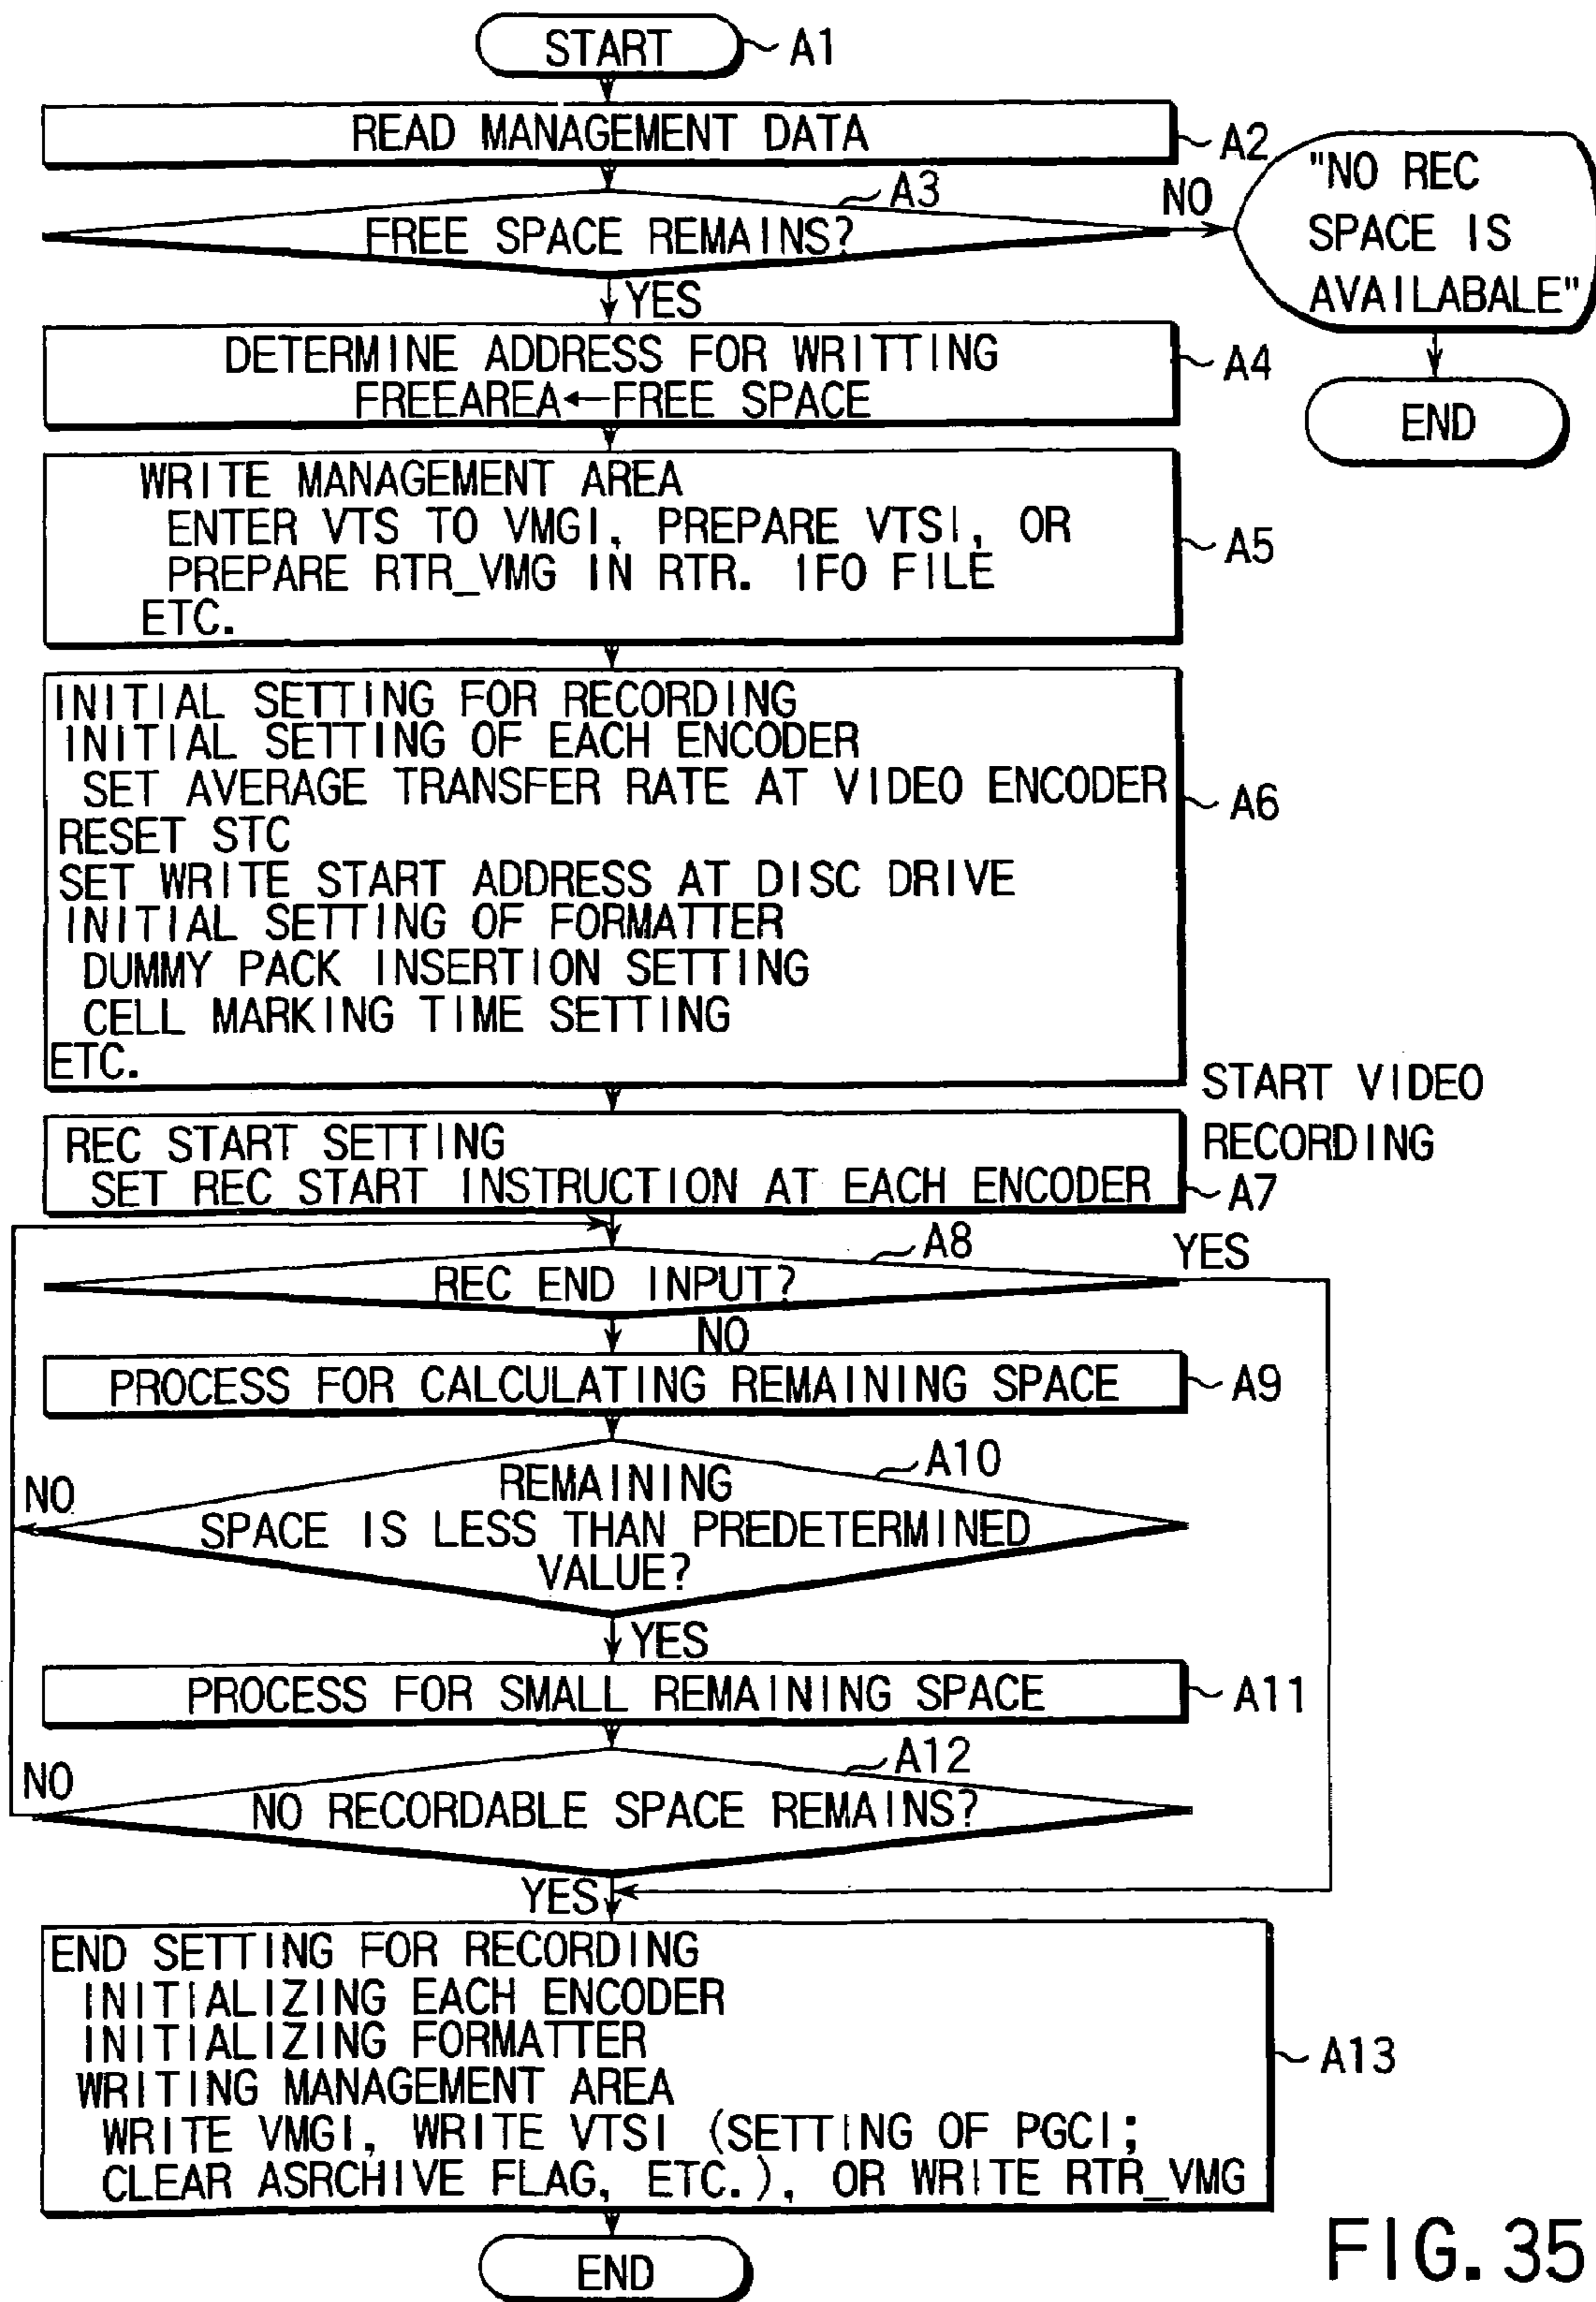 START
A1
READ MANAGEMENT DATA
A2
A3
FREE SPACE REMAINS?
NO
"NO REC
SPACE IS
AVAILABALE"
END
YES
DETERMINE ADDRESS FOR WRITTING
FREEAREA←FREE SPACE
A4
WRITE MANAGEMENT AREA
ENTER VTS TO VMGI, PREPARE VTSI, OR
PREPARE RTR_VMG IN RTR. IFO FILE
ETC.
A5
INITIAL SETTING FOR RECORDING
INITIAL SETTING OF EACH ENCODER
SET AVERAGE TRANSFER RATE AT VIDEO ENCODER
RESET STC
SET WRITE START ADDRESS AT DISC DRIVE
INITIAL SETTING OF FORMATTER
DUMMY PACK INSERTION SETTING
CELL MARKING TIME SETTING
ETC.
A6
START VIDEO
RECORDING
REC START SETTING
SET REC START INSTRUCTION AT EACH ENCODER
A7
A8
REC END INPUT?
YES
NO
PROCESS FOR CALCULATING REMAINING SPACE
A9
A10
REMAINING
SPACE IS LESS THAN PREDETERMINED
VALUE?
NO
YES
PROCESS FOR SMALL REMAINING SPACE
A11
A12
NO RECORDABLE SPACE REMAINS?
NO
YES
END SETTING FOR RECORDING
INITIALIZING EACH ENCODER
INITIALIZING FORMATTER
WRITING MANAGEMENT AREA
WRITE VMGI, WRITE VTSI (SETTING OF PGCI;
CLEAR ASRCHIVE FLAG, ETC.), OR WRITE RTR_VMG
A13
END
FIG. 35